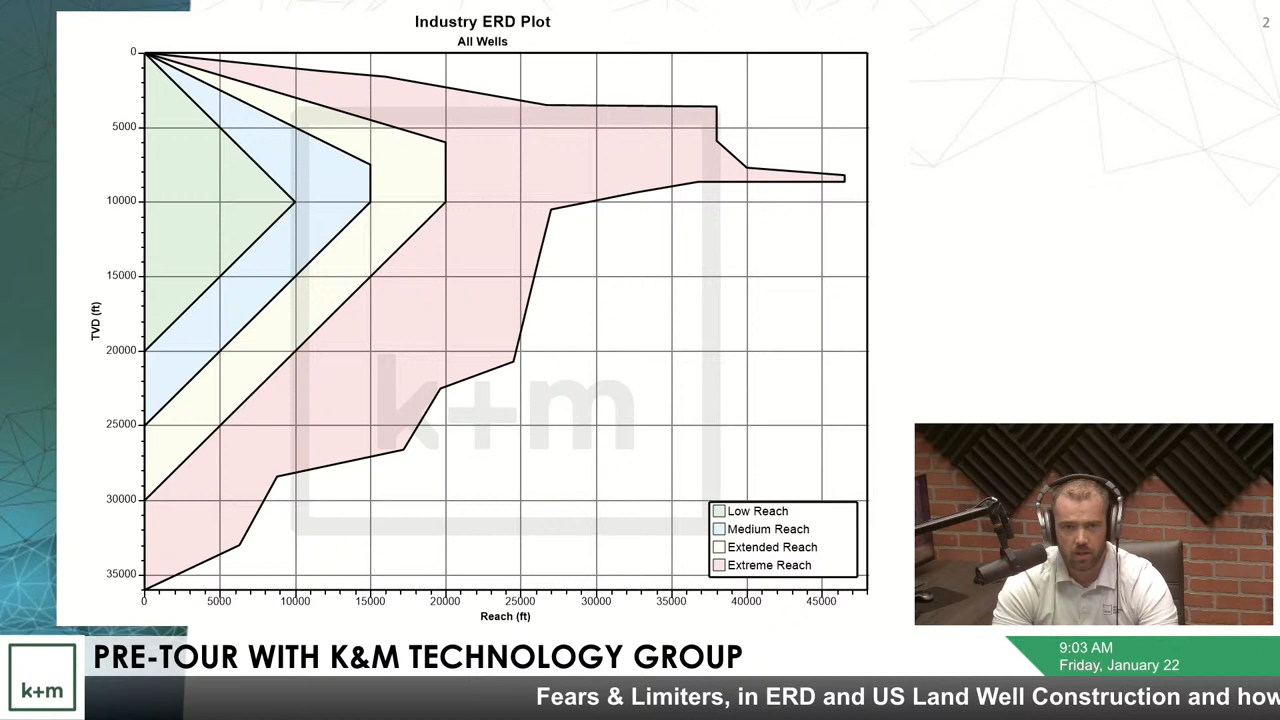 2
Industry ERD Plot
All Wells
0
5000
10000
15000
20000
25000
30000
35000
TVD (ft)
0 5000 10000 15000 20000 25000 30000 35000 40000 45000
Reach (ft)
k+m
Low Reach
Medium Reach
Extended Reach
Extreme Reach
k+m
PRE-TOUR WITH K&M TECHNOLOGY GROUP
9:03 AM
Friday, January 22
Fears & Limiters, in ERD and US Land Well Construction and how